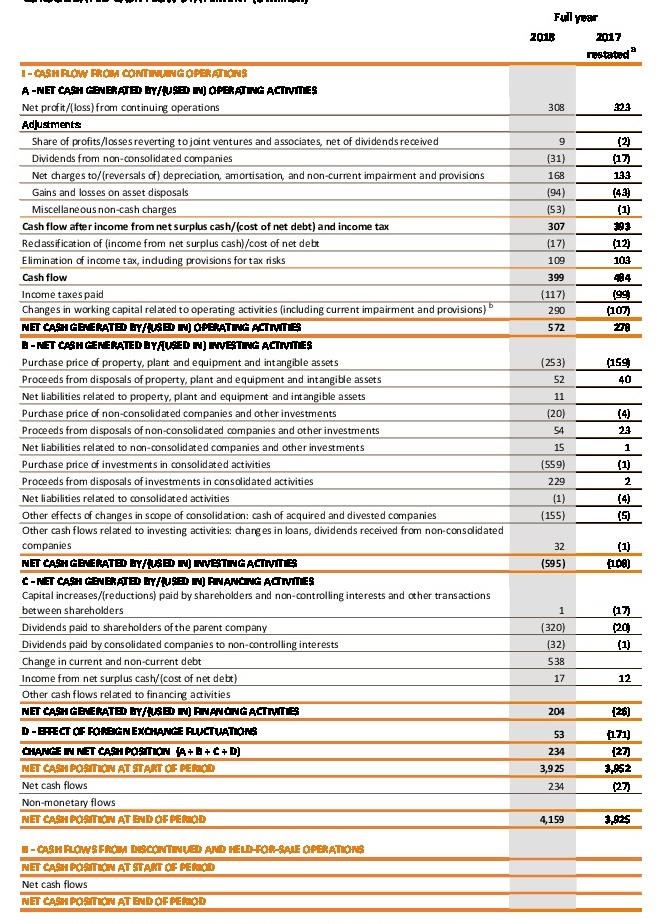 Full year
2018 2017
restated a
I - CASH FLOW FROM CONTINUING OPERATIONS
A - NET CASH GENERATED BY/(USED IN) OPERATING ACTIVITIES
Net profit/(loss) from continuing operations 308 323
Adjustments:
Share of profits/losses reverting to joint ventures and associates, net of dividends received 9 (2)
Dividends from non-consolidated companies (31) (17)
Net charges to/(reversals of) depreciation, amortisation, and non-current impairment and provisions 168 133
Gains and losses on asset disposals (94) (43)
Miscellaneous non-cash charges (53) (1)
Cash flow after income from net surplus cash/(cost of net debt) and income tax 307 393
Reclassification of (income from net surplus cash)/cost of net debt (17) (12)
Elimination of income tax, including provisions for tax risks 109 103
Cash flow 399 484
Income taxes paid (117) (99)
Changes in working capital related to operating activities (including current impairment and provisions) b 290 (107)
NET CASH GENERATED BY/(USED IN) OPERATING ACTIVITIES 572 278
B - NET CASH GENERATED BY/(USED IN) INVESTING ACTIVITIES
Purchase price of property, plant and equipment and intangible assets (253) (159)
Proceeds from disposals of property, plant and equipment and intangible assets 52 40
Net liabilities related to property, plant and equipment and intangible assets 11
Purchase price of non-consolidated companies and other investments (20) (4)
Proceeds from disposals of non-consolidated companies and other investments 54 23
Net liabilities related to non-consolidated companies and other investments 15 1
Purchase price of investments in consolidated activities (559) (1)
Proceeds from disposals of investments in consolidated activities 229 2
Net liabilities related to consolidated activities (1) (4)
Other effects of changes in scope of consolidation: cash of acquired and divested companies (155) (5)
Other cash flows related to investing activities: changes in loans, dividends received from non-consolidated
companies 32 (1)
NET CASH GENERATED BY/(USED IN) INVESTING ACTIVITIES (595) (108)
C - NET CASH GENERATED BY/(USED IN) FINANCING ACTIVITIES
Capital increases/(reductions) paid by shareholders and non-controlling interests and other transactions
between shareholders 1 (17)
Dividends paid to shareholders of the parent company (320) (20)
Dividends paid by consolidated companies to non-controlling interests (32) (1)
Change in current and non-current debt 538
Income from net surplus cash/(cost of net debt) 17 12
Other cash flows related to financing activities
NET CASH GENERATED BY/(USED IN) FINANCING ACTIVITIES 204 (26)
D - EFFECT OF FOREIGN EXCHANGE FLUCTUATIONS 53 (171)
CHANGE IN NET CASH POSITION (A + B + C + D) 234 (27)
NET CASH POSITION AT START OF PERIOD 3,925 3,952
Net cash flows 234 (27)
Non-monetary flows
NET CASH POSITION AT END OF PERIOD 4,159 3,925
II - CASH FLOWS FROM DISCONTINUED AND HELD-FOR-SALE OPERATIONS
NET CASH POSITION AT START OF PERIOD
Net cash flows
NET CASH POSITION AT END OF PERIOD